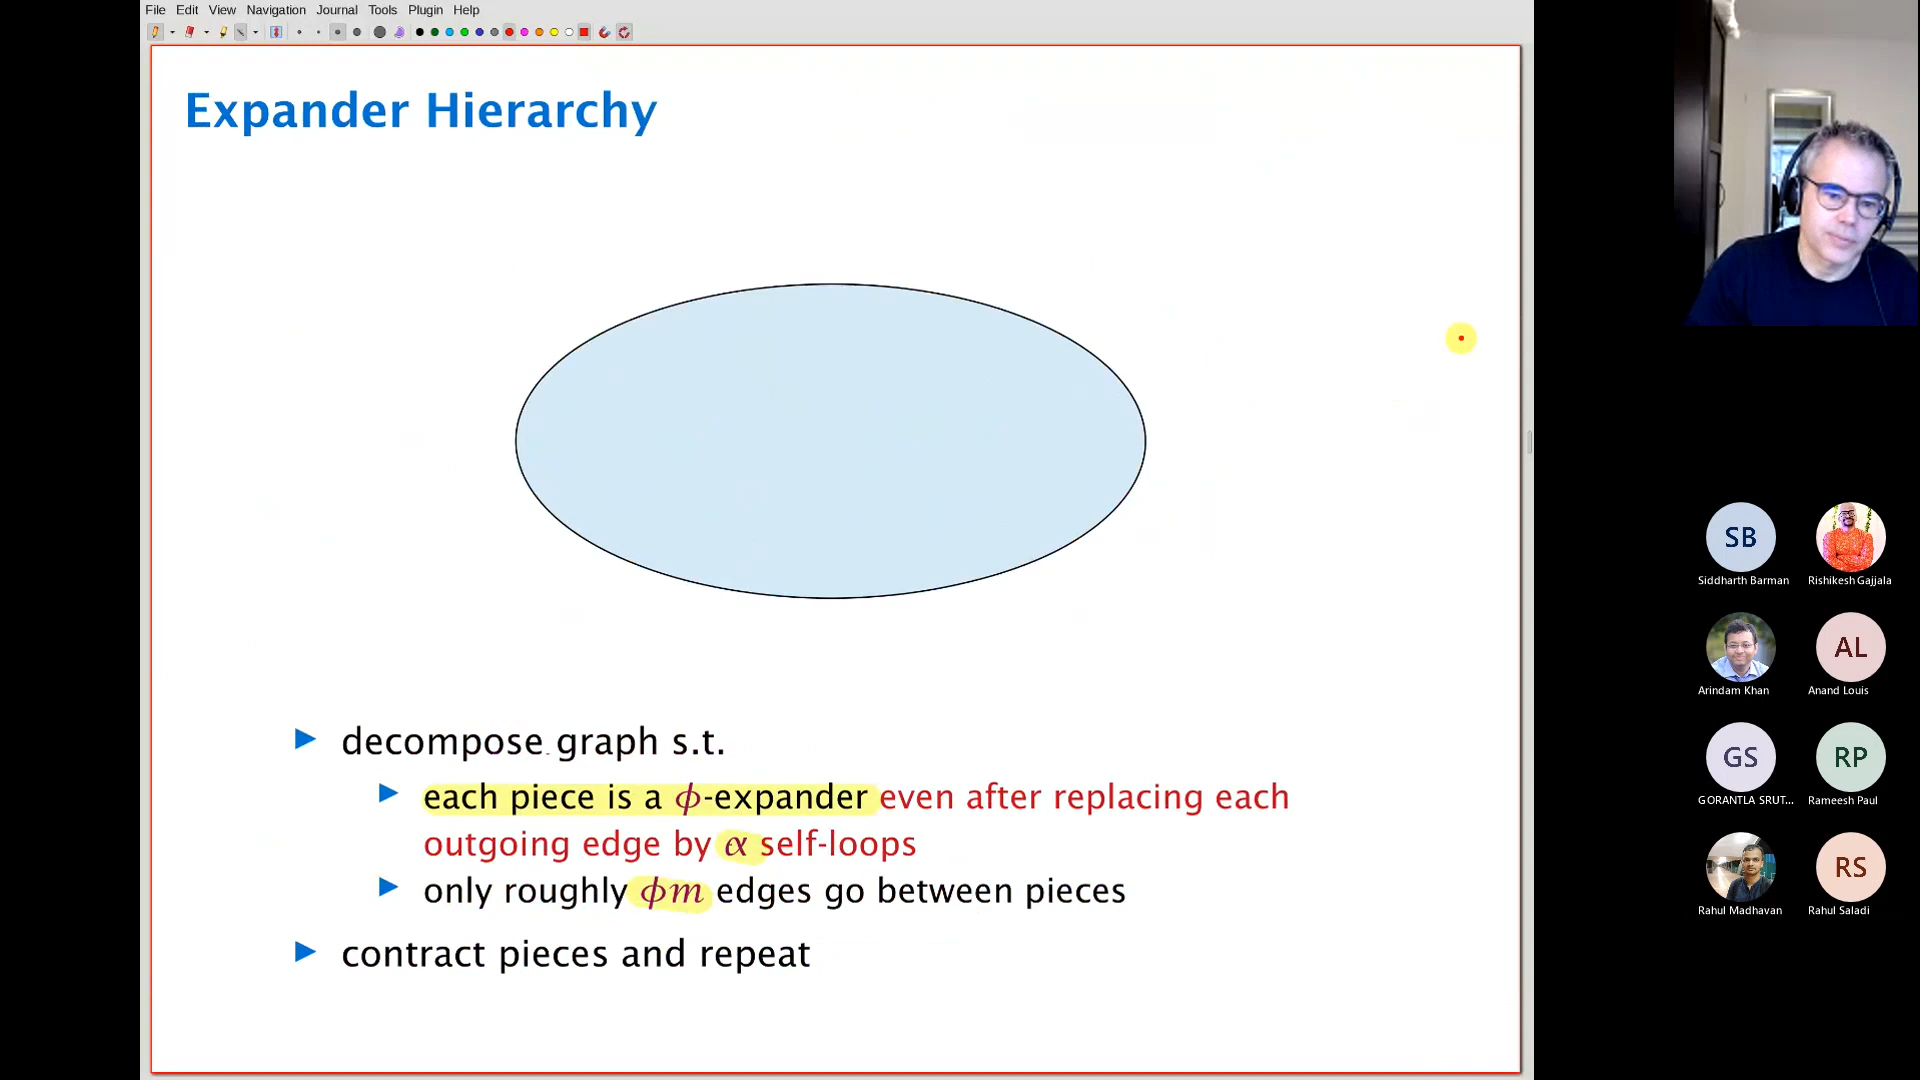 File Edit View Navigation Journal Tools Plugin Help
Expander Hierarchy
▶ decompose graph s.t.
▶ each piece is a ϕ-expander even after replacing each
outgoing edge by α self-loops
▶ only roughly ϕm edges go between pieces
▶ contract pieces and repeat
SB
Siddharth Barman
Rishikesh Gajjala
Arindam Khan
AL
Anand Louis
GS
GORANTLA SRUT...
RP
Rameesh Paul
Rahul Madhavan
RS
Rahul Saladi